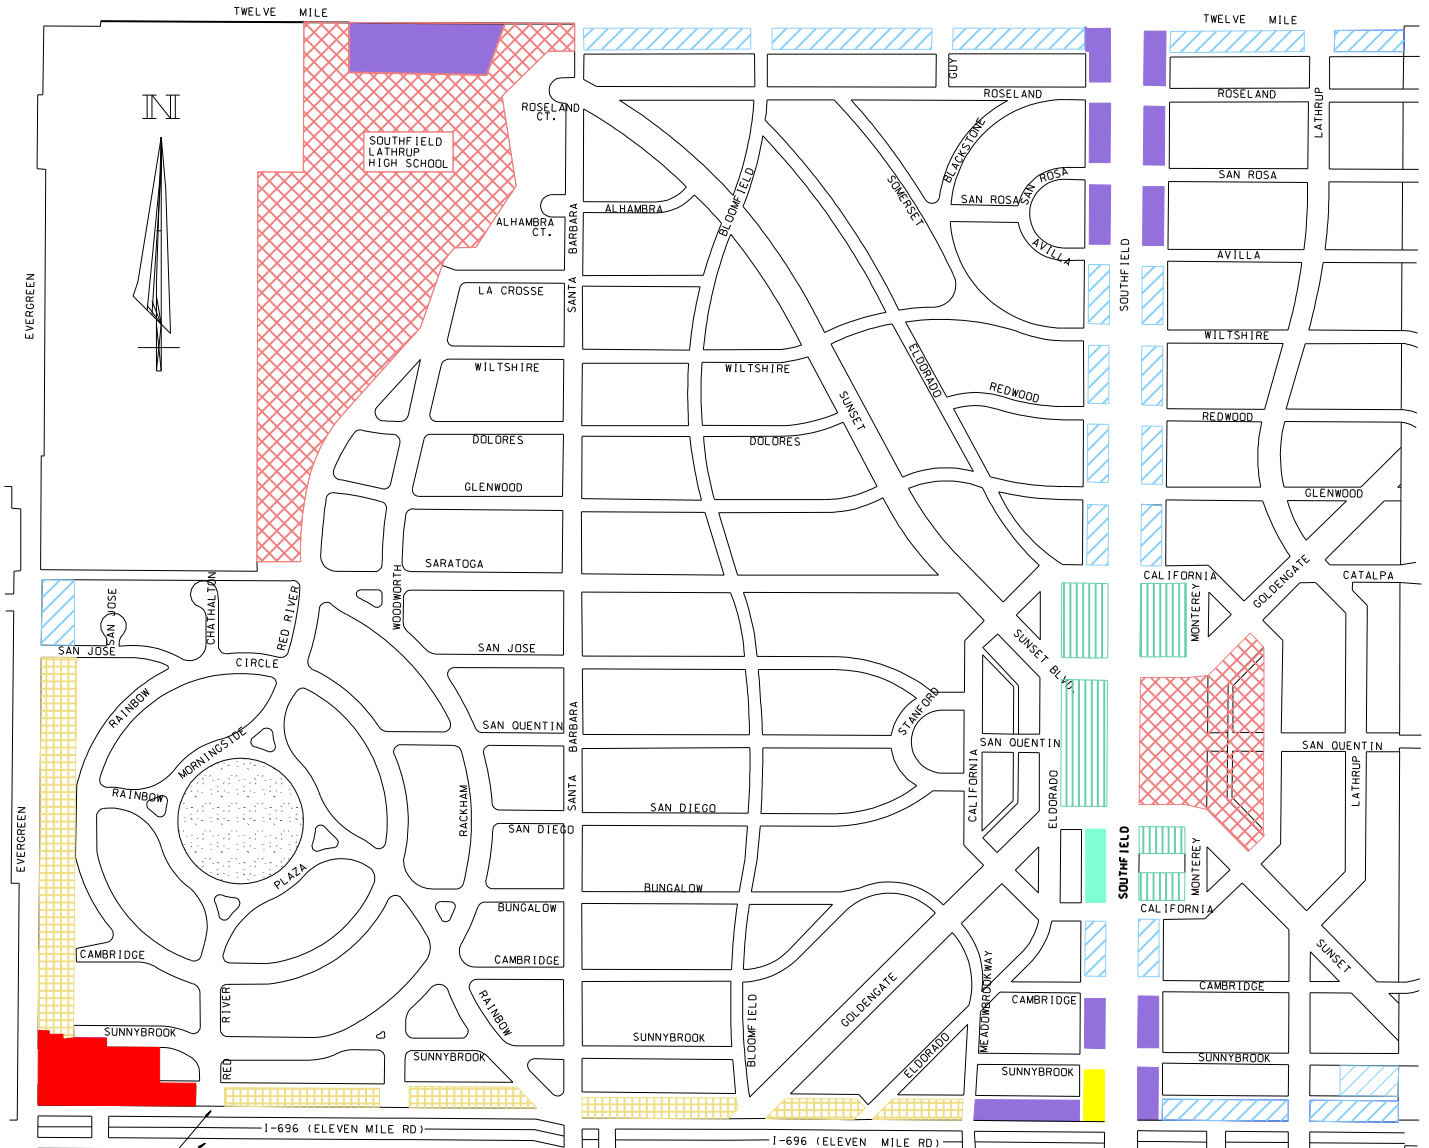 TWELVE MILE
TWELVE MILE
N
SOUTHFIELD
LATHRUP
HIGH SCHOOL
ROSELAND
CT.
GUY
ROSELAND
ROSELAND
LATHRUP
BLACKSTONE
SAN ROSA
SAN ROSA
SAN ROSA
SOMERSET
BLOOMFIELD
ALHAMBRA
CT.
BARBARA
ALHAMBRA
AVILLA
AVILLA
SOUTHFIELD
EVERGREEN
SANTA
LA CROSSE
WILTSHIRE
WILTSHIRE
WILTSHIRE
ELDORADO
SUNSET
REDWOOD
REDWOOD
DOLORES
DOLORES
GLENWOOD
GLENWOOD
SARATOGA
WOODWORTH
CALIFORNIA
GOLDENGATE
CATALPA
MONTEREY
SAN JOSE
CHATHALTON
RED RIVER
SAN JOSE
CIRCLE
SAN JOSE
SUNSET BLVD.
RAINBOW
STANFORD
SAN QUENTIN
BARBARA
SAN QUENTIN
SAN QUENTIN
MORNINGSIDE
SANTA
CALIFORNIA
ELDORADO
LATHRUP
RAINBOW
RACKHAM
SAN DIEGO
SAN DIEGO
EVERGREEN
SOUTHFIELD
MONTEREY
PLAZA
BUNGALOW
BUNGALOW
CALIFORNIA
CAMBRIDGE
CAMBRIDGE
SUNSET
GOLDENGATE
MEADOWBROOKWAY
CAMBRIDGE
CAMBRIDGE
RIVER
RAINBOW
BLOOMFIELD
SUNNYBROOK
SUNNYBROOK
SUNNYBROOK
ELDORADO
SUNNYBROOK
SUNNYBROOK
RED
I-696 (ELEVEN MILE RD)
I-696 (ELEVEN MILE RD)